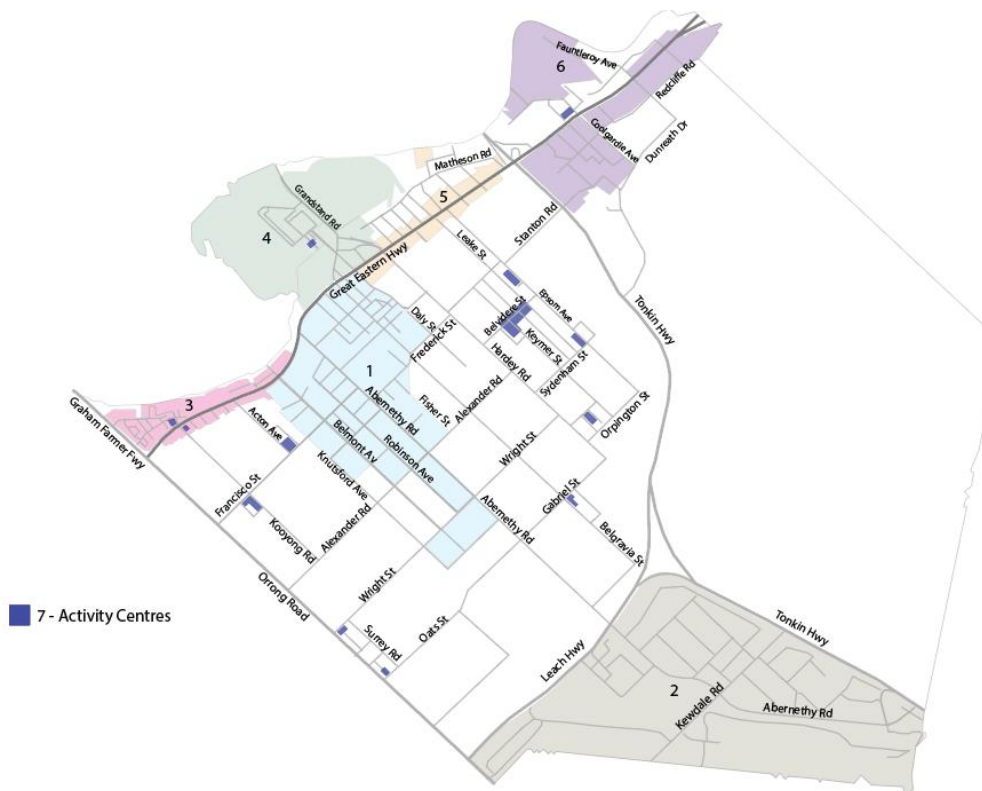 Fauntleroy Ave
6
Redcliffe Rd
Coolgardie Ave
Dunreath Dr
Matheson Rd
5
Grandstand Rd
4
Stanton Rd
Leake St
Great Eastern Hwy
Epsom Ave
Tonkin Hwy
Belvidere St
Daly St
Frederick St
Keymer St
Hardey Rd
Sydenham St
1
Abernethy Rd
Fisher St
Alexander Rd
Orpington St
3
Graham Farmer Fwy
Acton Ave
Belmont Av
Robinson Ave
Wright St
Knutsford Ave
Francisco St
Gabriel St
Abernethy Rd
Kooyong Rd
Alexander Rd
Belgravia St
Orrong Road
Wright St
7 - Activity Centres
Surrey Rd
Oats St
Tonkin Hwy
Leach Hwy
2
Kewdale Rd
Abernethy Rd